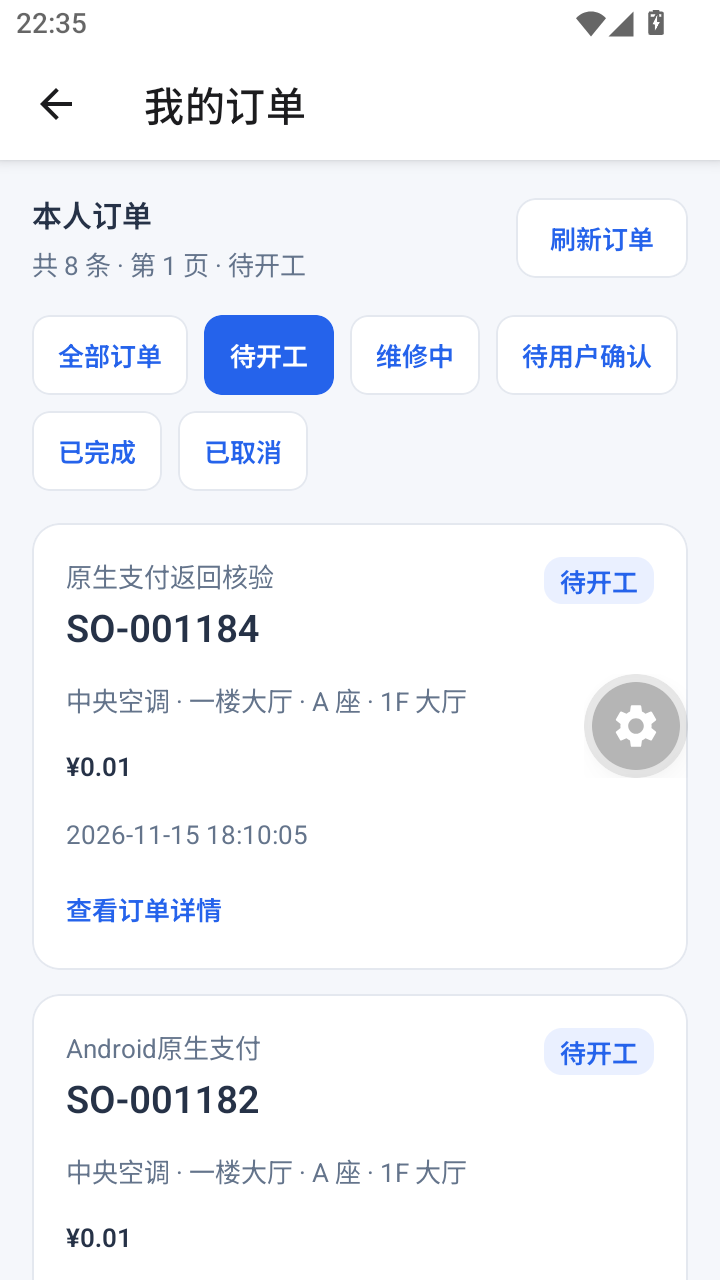 22:35
我的订单
本人订单
共 8 条 · 第 1 页 · 待开工
刷新订单
全部订单
待开工
维修中
待用户确认
已完成
已取消
原生支付返回核验
待开工
SO-001184
中央空调 · 一楼大厅 · A 座 · 1F 大厅
¥0.01
2026-11-15 18:10:05
查看订单详情
Android原生支付
待开工
SO-001182
中央空调 · 一楼大厅 · A 座 · 1F 大厅
¥0.01